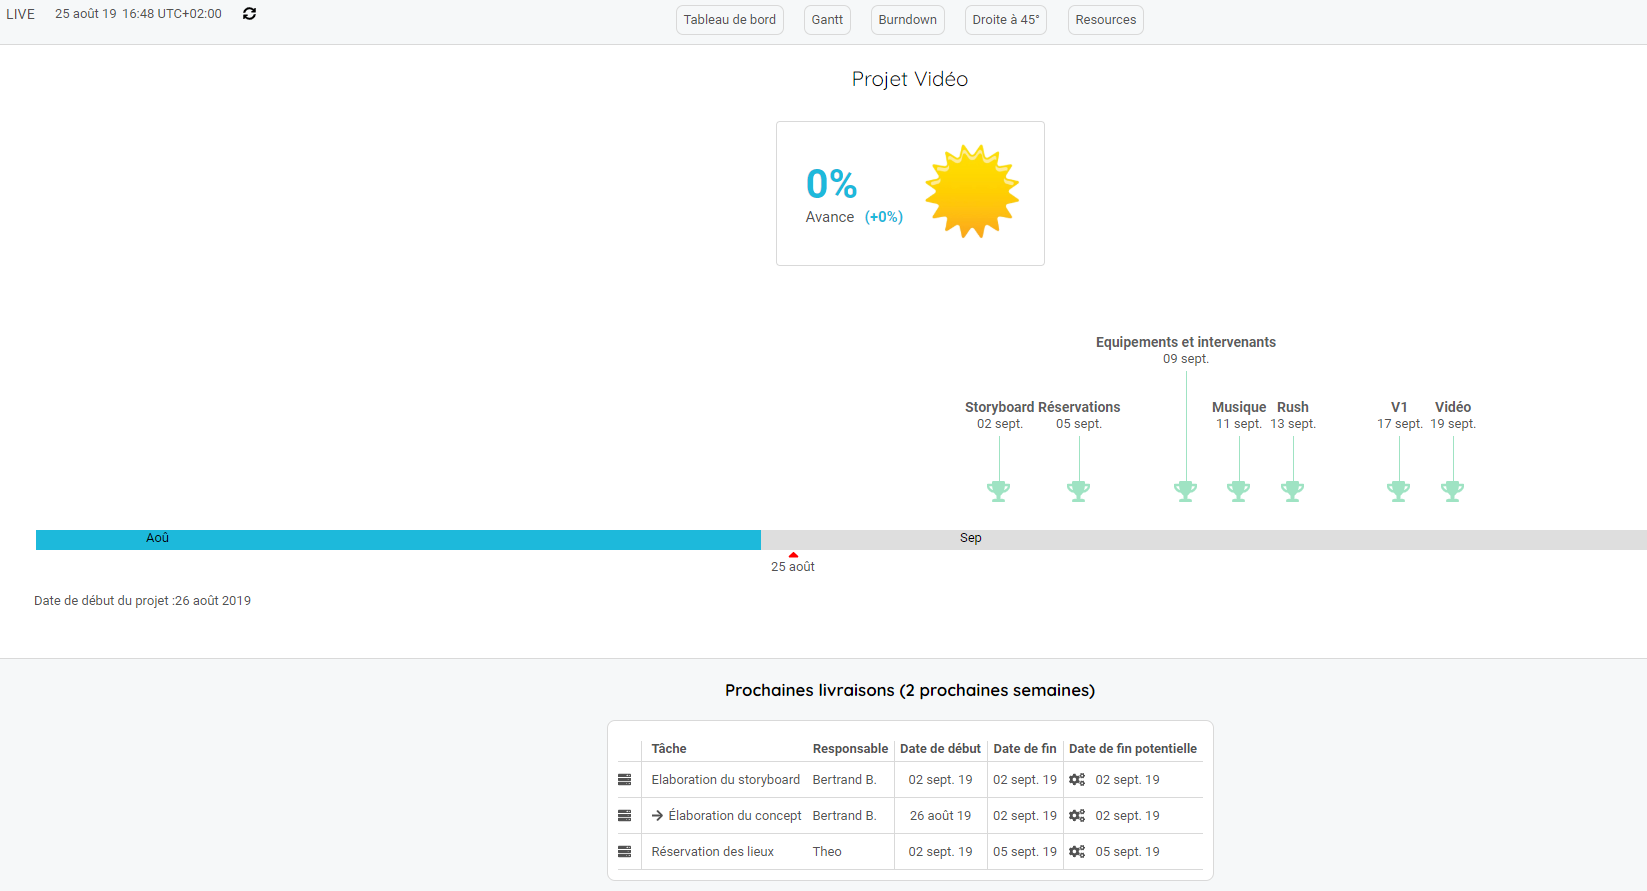 LIVE 25 août 19 16:48 UTC+02:00
Tableau de bord Gantt Burndown Droite à 45° Resources
Projet Vidéo
0%
Avance (+0%)
Equipements et intervenants
09 sept.
Storyboard Réservations Musique Rush V1 Vidéo
02 sept. 05 sept. 11 sept. 13 sept. 17 sept. 19 sept.
Aoû Sep
25 août
Date de début du projet :26 août 2019
Prochaines livraisons (2 prochaines semaines)
Tâche Responsable Date de début Date de fin Date de fin potentielle
Elaboration du storyboard Bertrand B. 02 sept. 19 02 sept. 19 02 sept. 19
→ Élaboration du concept Bertrand B. 26 août 19 02 sept. 19 02 sept. 19
Réservation des lieux Theo 02 sept. 19 05 sept. 19 05 sept. 19